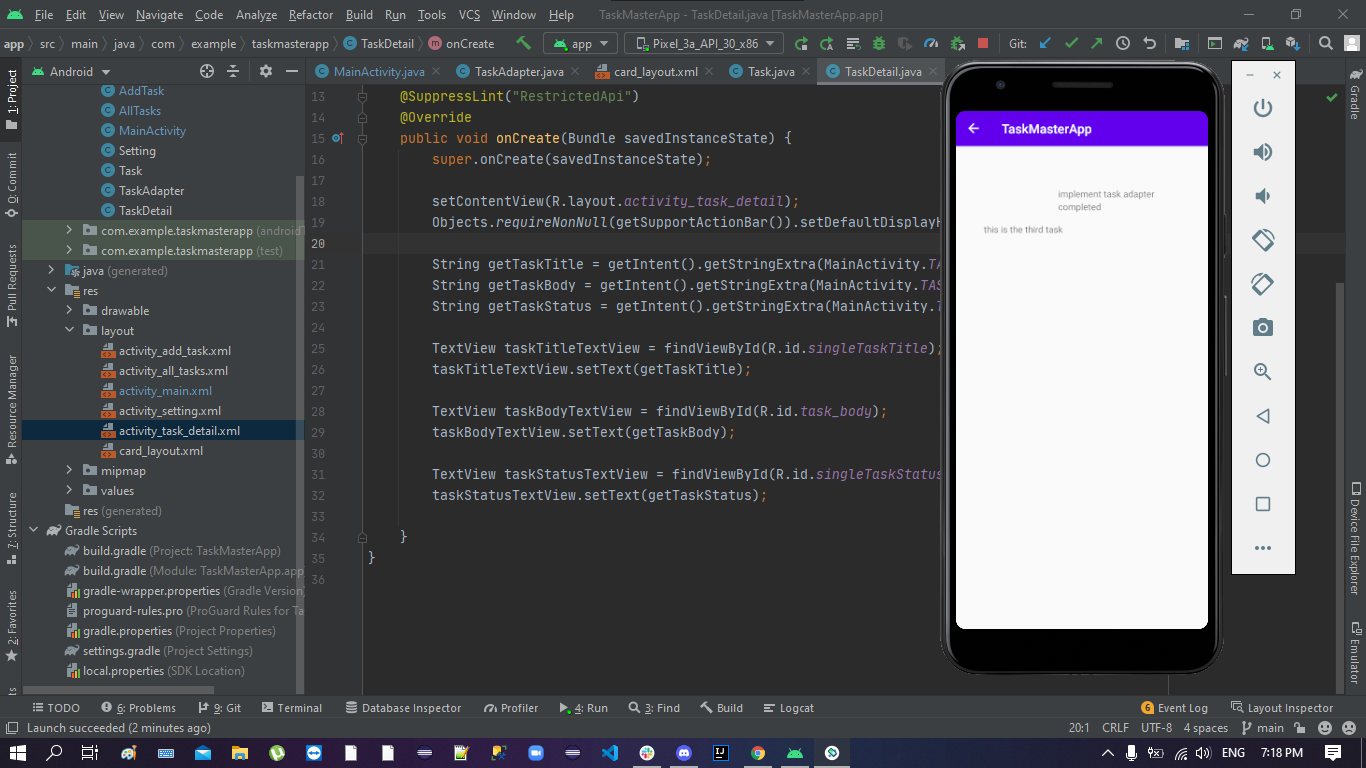 File Edit View Navigate Code Analyze Refactor Build Run Tools VCS Window Help TaskMasterApp - TaskDetail.java [TaskMasterApp.app]
app src main java com example taskmasterapp TaskDetail onCreate app Pixel_3a_API_30_x86 Git:
Android MainActivity.java TaskAdapter.java card_layout.xml Task.java TaskDetail.java
1: Project
0: Commit
Pull Requests
Resource Manager
7: Structure
2: Favorites
AddTask
AllTasks
MainActivity
Setting
Task
TaskAdapter
TaskDetail
com.example.taskmasterapp (androidT
com.example.taskmasterapp (test)
java (generated)
res
drawable
layout
activity_add_task.xml
activity_all_tasks.xml
activity_main.xml
activity_setting.xml
activity_task_detail.xml
card_layout.xml
mipmap
values
res (generated)
Gradle Scripts
build.gradle (Project: TaskMasterApp)
build.gradle (Module: TaskMasterApp.app
gradle-wrapper.properties (Gradle Version
proguard-rules.pro (ProGuard Rules for Ta
gradle.properties (Project Properties)
settings.gradle (Project Settings)
local.properties (SDK Location)
13 @SuppressLint("RestrictedApi")
14 @Override
15 public void onCreate(Bundle savedInstanceState) {
16 super.onCreate(savedInstanceState);
17
18 setContentView(R.layout.activity_task_detail);
19 Objects.requireNonNull(getSupportActionBar()).setDefaultDisplayH
20
21 String getTaskTitle = getIntent().getStringExtra(MainActivity.TA
22 String getTaskBody = getIntent().getStringExtra(MainActivity.TAS
23 String getTaskStatus = getIntent().getStringExtra(MainActivity.T
24
25 TextView taskTitleTextView = findViewById(R.id.singleTaskTitle);
26 taskTitleTextView.setText(getTaskTitle);
27
28 TextView taskBodyTextView = findViewById(R.id.task_body);
29 taskBodyTextView.setText(getTaskBody);
30
31 TextView taskStatusTextView = findViewById(R.id.singleTaskStatus
32 taskStatusTextView.setText(getTaskStatus);
33
34 }
35 }
36
TaskMasterApp
implement task adapter
completed
this is the third task
Gradle
Device File Explorer
Emulator
TODO 6: Problems 9: Git Terminal Database Inspector Profiler 4: Run 3: Find Build Logcat 6 Event Log Layout Inspector
Launch succeeded (2 minutes ago) 20:1 CRLF UTF-8 4 spaces main
ENG 7:18 PM